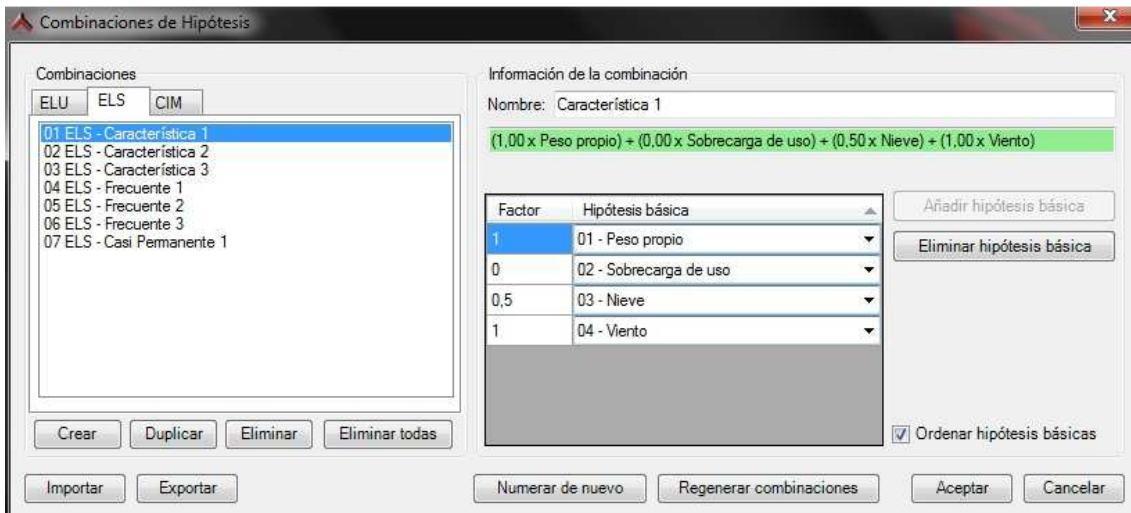 Combinaciones de Hipótesis
X
Combinaciones
ELU ELS CIM
01 ELS - Característica 1
02 ELS - Característica 2
03 ELS - Característica 3
04 ELS - Frecuente 1
05 ELS - Frecuente 2
06 ELS - Frecuente 3
07 ELS - Casi Permanente 1
Crear Duplicar Eliminar Eliminar todas
Información de la combinación
Nombre: Característica 1
(1,00 x Peso propio) + (0,00 x Sobrecarga de uso) + (0,50 x Nieve) + (1,00 x Viento)
Factor Hipótesis básica
1 01 - Peso propio
0 02 - Sobrecarga de uso
0,5 03 - Nieve
1 04 - Viento
Añadir hipótesis básica
Eliminar hipótesis básica
Ordenar hipótesis básicas
Importar Exportar Numerar de nuevo Regenerar combinaciones Aceptar Cancelar